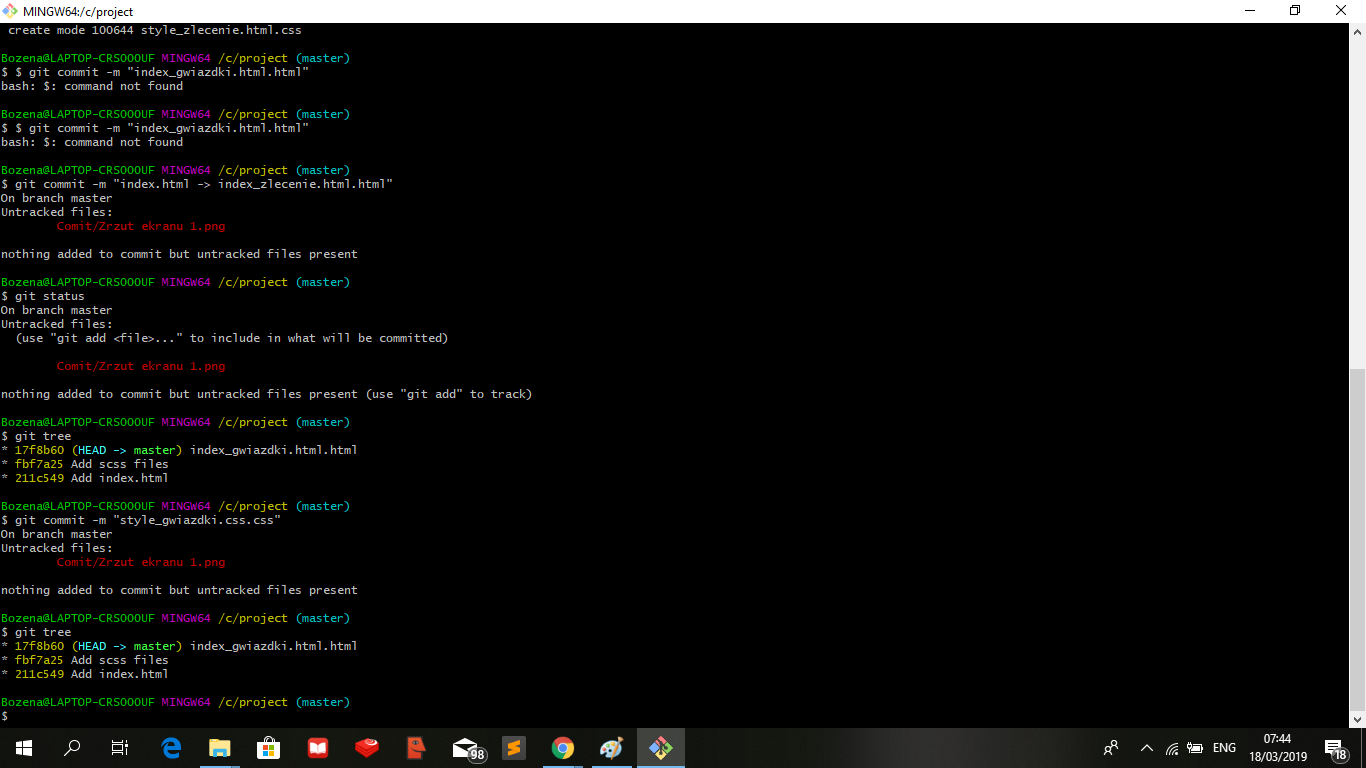 MINGW64:/c/project
 create mode 100644 style_zlecenie.html.css
Bozena@LAPTOP-CRSOOOUF MINGW64 /c/project (master)
$ $ git commit -m "index_gwiazdki.html.html"
bash: $: command not found
Bozena@LAPTOP-CRSOOOUF MINGW64 /c/project (master)
$ $ git commit -m "index_gwiazdki.html.html"
bash: $: command not found
Bozena@LAPTOP-CRSOOOUF MINGW64 /c/project (master)
$ git commit -m "index.html -> index_zlecenie.html.html"
On branch master
Untracked files:
        Comit/Zrzut ekranu 1.png
nothing added to commit but untracked files present
Bozena@LAPTOP-CRSOOOUF MINGW64 /c/project (master)
$ git status
On branch master
Untracked files:
  (use "git add <file>..." to include in what will be committed)
        Comit/Zrzut ekranu 1.png
nothing added to commit but untracked files present (use "git add" to track)
Bozena@LAPTOP-CRSOOOUF MINGW64 /c/project (master)
$ git tree
* 17f8b60 (HEAD -> master) index_gwiazdki.html.html
* fbf7a25 Add scss files
* 211c549 Add index.html
Bozena@LAPTOP-CRSOOOUF MINGW64 /c/project (master)
$ git commit -m "style_gwiazdki.css.css"
On branch master
Untracked files:
        Comit/Zrzut ekranu 1.png
nothing added to commit but untracked files present
Bozena@LAPTOP-CRSOOOUF MINGW64 /c/project (master)
$ git tree
* 17f8b60 (HEAD -> master) index_gwiazdki.html.html
* fbf7a25 Add scss files
* 211c549 Add index.html
Bozena@LAPTOP-CRSOOOUF MINGW64 /c/project (master)
$
98
ENG
07:44
18/03/2019
18